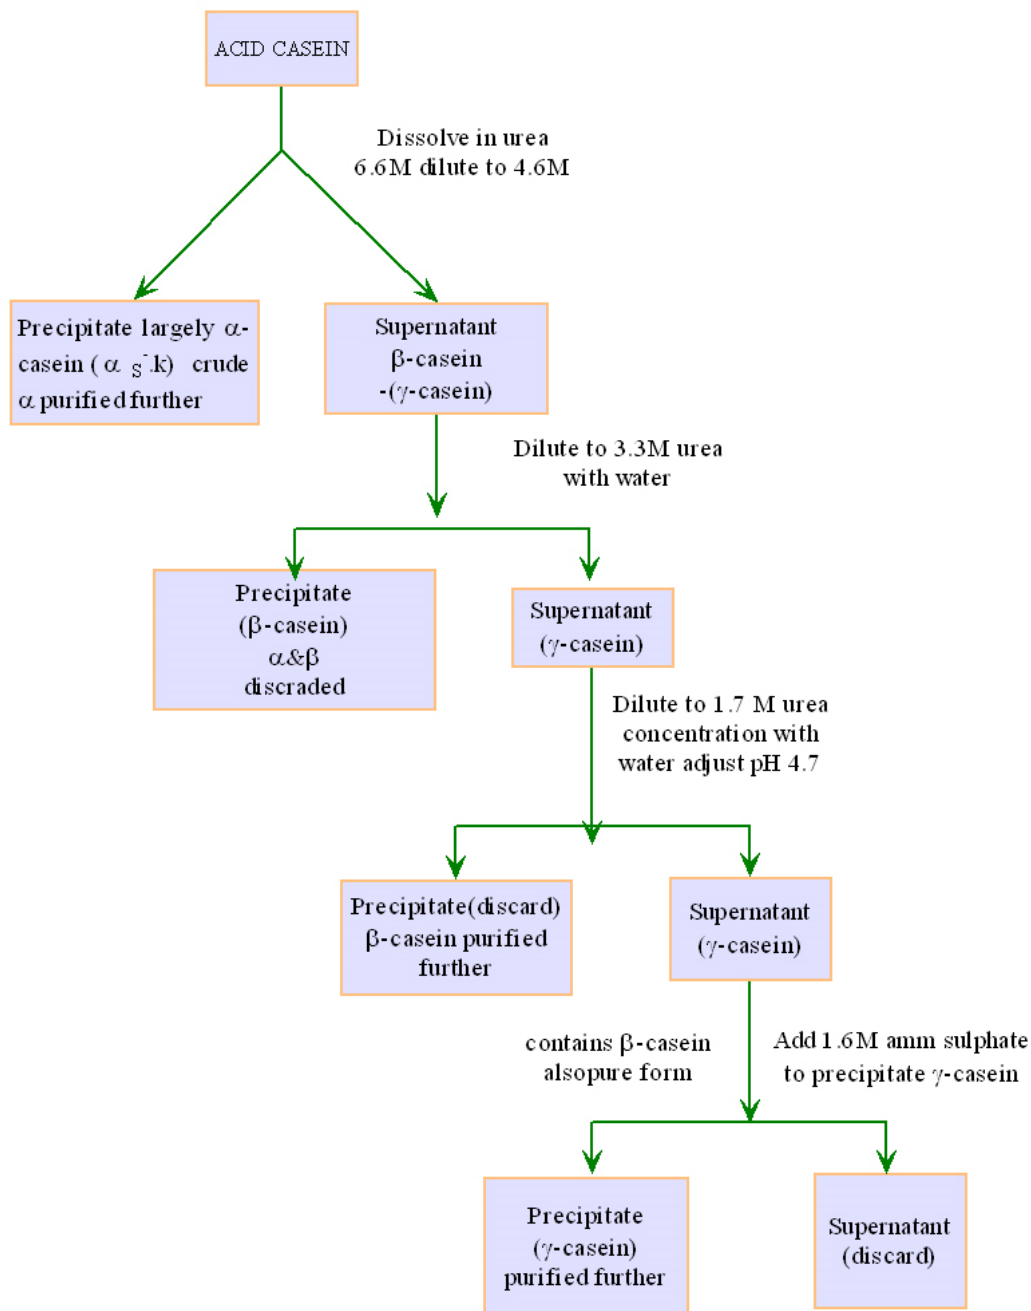 ACID CASEIN
Dissolve in urea
6.6M dilute to 4.6M
Precipitate largely α-
casein ( α S⁻.k) crude
α purified further
Supernatant
β-casein
-(γ-casein)
Dilute to 3.3M urea
with water
Precipitate
(β-casein)
α&β
discraded
Supernatant
(γ-casein)
Dilute to 1.7 M urea
concentration with
water adjust pH 4.7
Precipitate(discard)
β-casein purified
further
Supernatant
(γ-casein)
contains β-casein
alsopure form
Add 1.6M amm sulphate
to precipitate γ-casein
Precipitate
(γ-casein)
purified further
Supernatant
(discard)